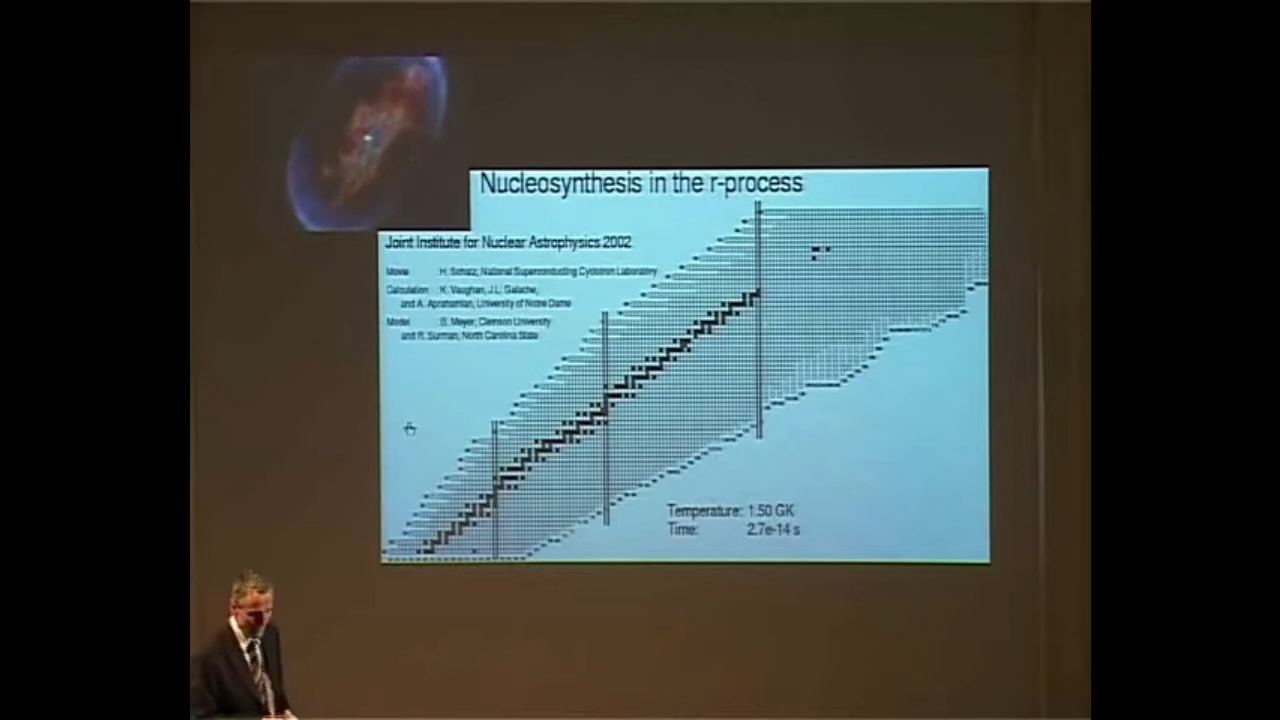 Nucleosynthesis in the r-process
Joint Institute for Nuclear Astrophysics 2002
Movie: H. Schatz, National Superconducting Cyclotron Laboratory
Calculation: K. Vaughan, J.L. Galache,
and A. Aprahamian, University of Notre Dame
Model: B. Meyer, Clemson University
and R. Surman, North Carolina State
Temperature: 1.50 GK
Time: 2.7e-14 s